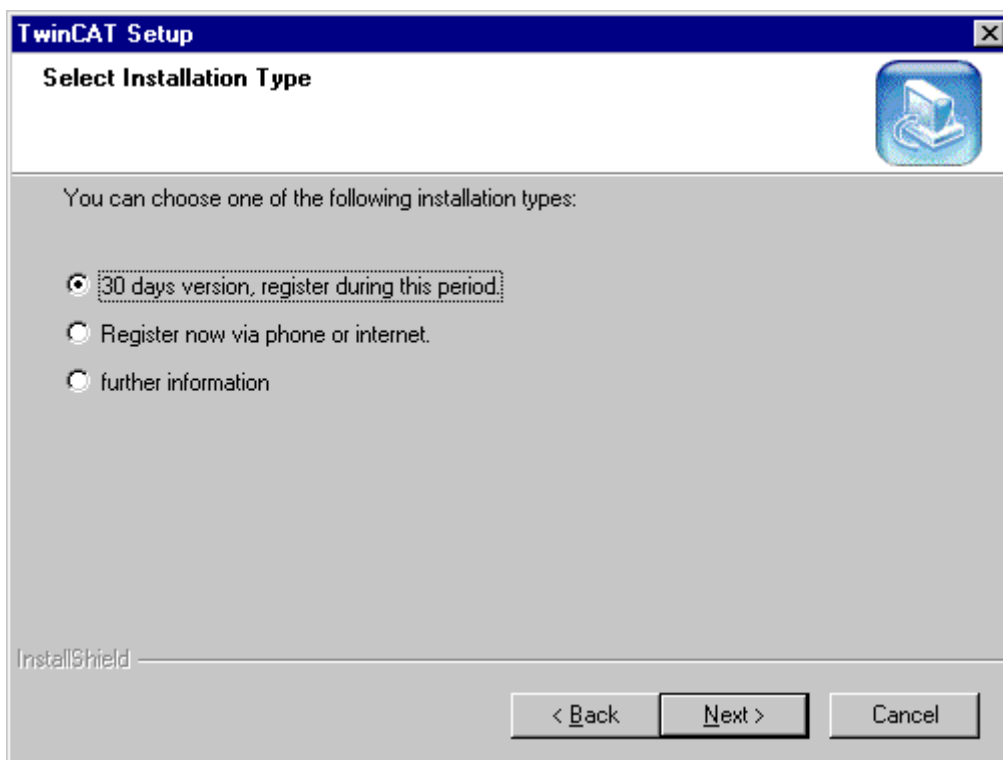 TwinCAT Setup
Select Installation Type
You can choose one of the following installation types:
30 days version, register during this period.
Register now via phone or internet.
further information
InstallShield
< Back
Next >
Cancel